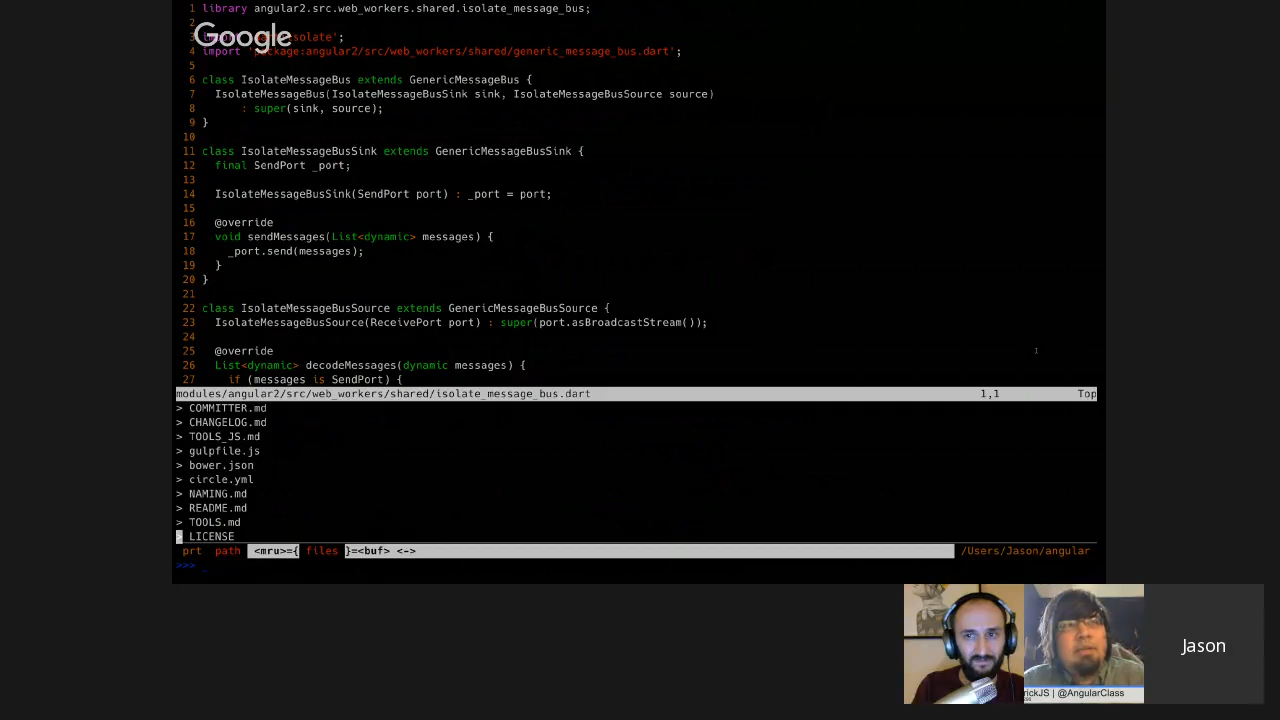 1 library angular2.src.web_workers.shared.isolate_message_bus;
2
Google
3 isolate';
4 import 'package:angular2/src/web_workers/shared/generic_message_bus.dart';
5
6 class IsolateMessageBus extends GenericMessageBus {
7 IsolateMessageBus(IsolateMessageBusSink sink, IsolateMessageBusSource source)
8 : super(sink, source);
9 }
10
11 class IsolateMessageBusSink extends GenericMessageBusSink {
12 final SendPort _port;
13
14 IsolateMessageBusSink(SendPort port) : _port = port;
15
16 @override
17 void sendMessages(List<dynamic> messages) {
18 _port.send(messages);
19 }
20 }
21
22 class IsolateMessageBusSource extends GenericMessageBusSource {
23 IsolateMessageBusSource(ReceivePort port) : super(port.asBroadcastStream());
24
25 @override
26 List<dynamic> decodeMessages(dynamic messages) {
27 if (messages is SendPort) {
modules/angular2/src/web_workers/shared/isolate_message_bus.dart 1,1 Top
> COMMITTER.md
> CHANGELOG.md
> TOOLS_JS.md
> gulpfile.js
> bower.json
> circle.yml
> NAMING.md
> README.md
> TOOLS.md
> LICENSE
prt path <mru>={ files }=<buf> <-> /Users/Jason/angular
>>> _
Jason
rickJS | @AngularClass